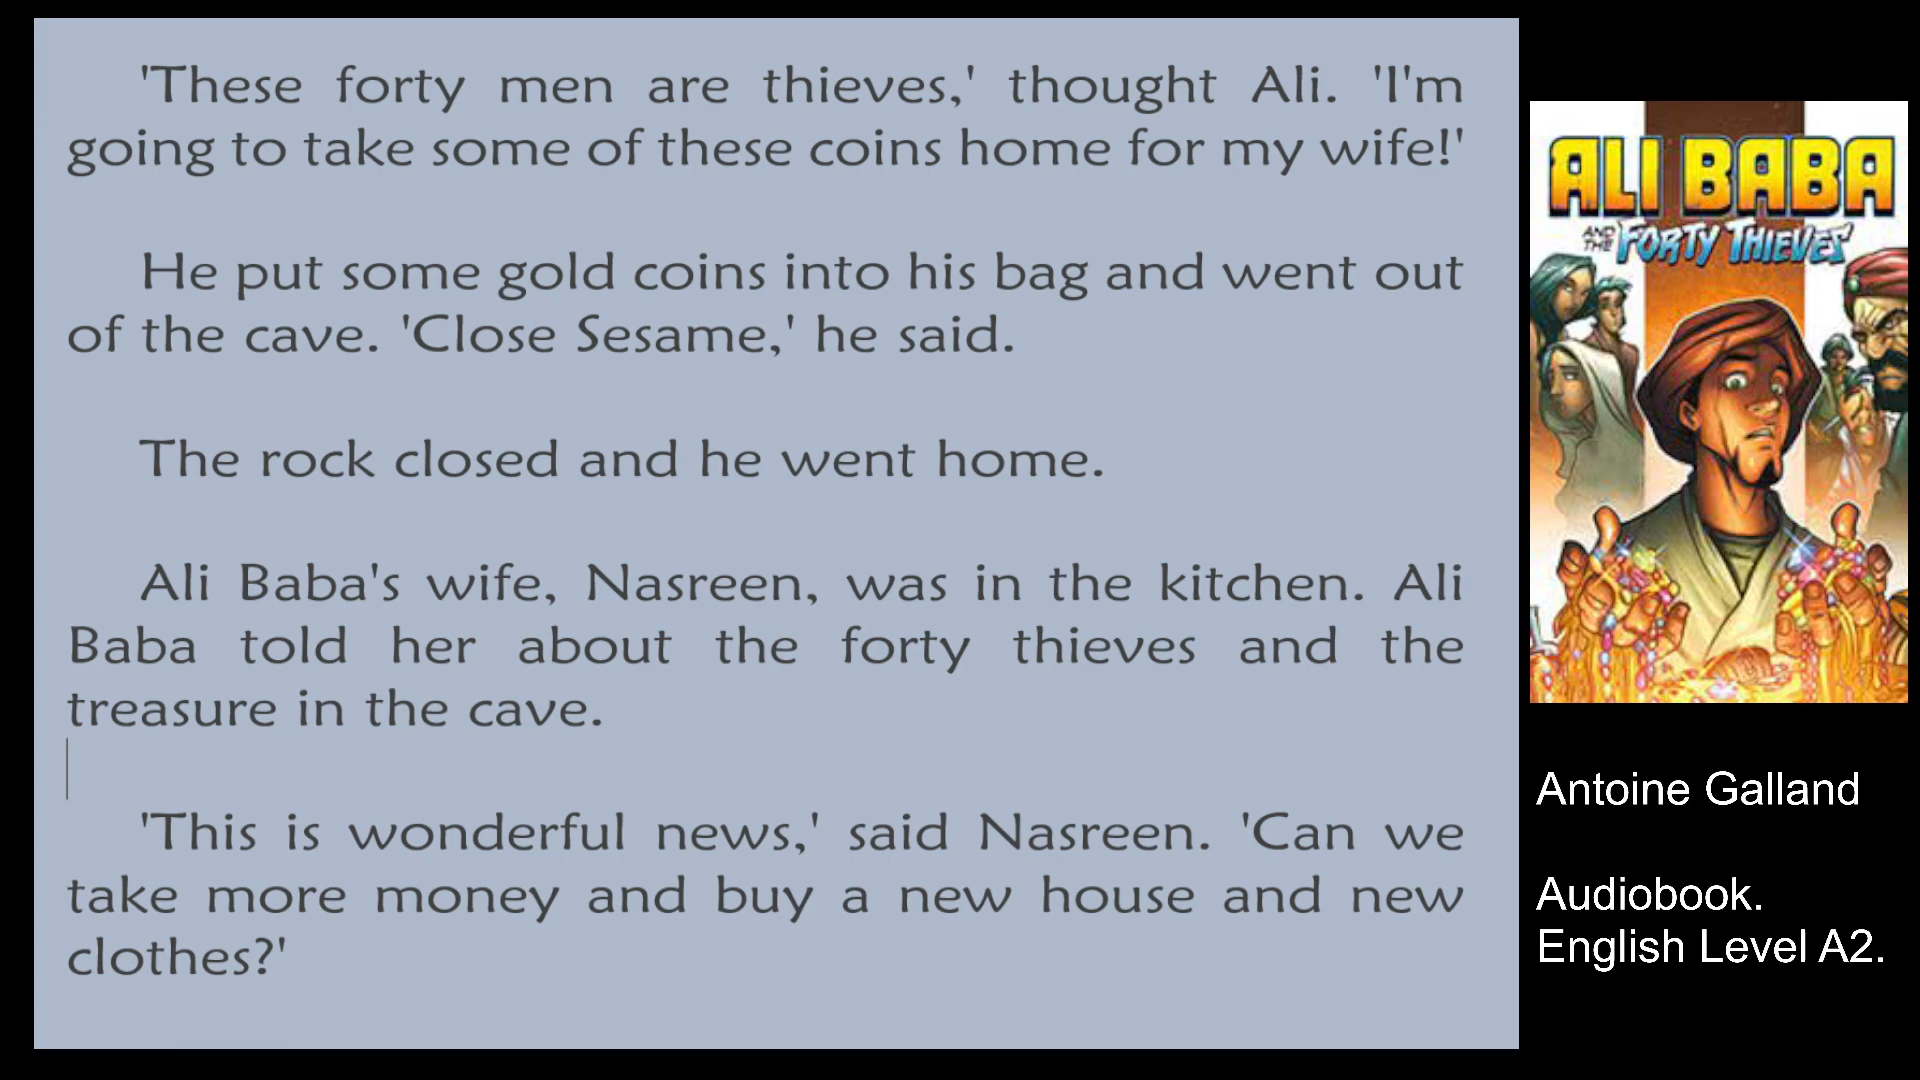 'These forty men are thieves,' thought Ali. 'I'm
going to take some of these coins home for my wife!'
He put some gold coins into his bag and went out
of the cave. 'Close Sesame,' he said.
The rock closed and he went home.
Ali Baba's wife, Nasreen, was in the kitchen. Ali
Baba told her about the forty thieves and the
treasure in the cave.
'This is wonderful news,' said Nasreen. 'Can we
take more money and buy a new house and new
clothes?'
ALI BABA
AND THE FORTY THIEVES
Antoine Galland
Audiobook.
English Level A2.